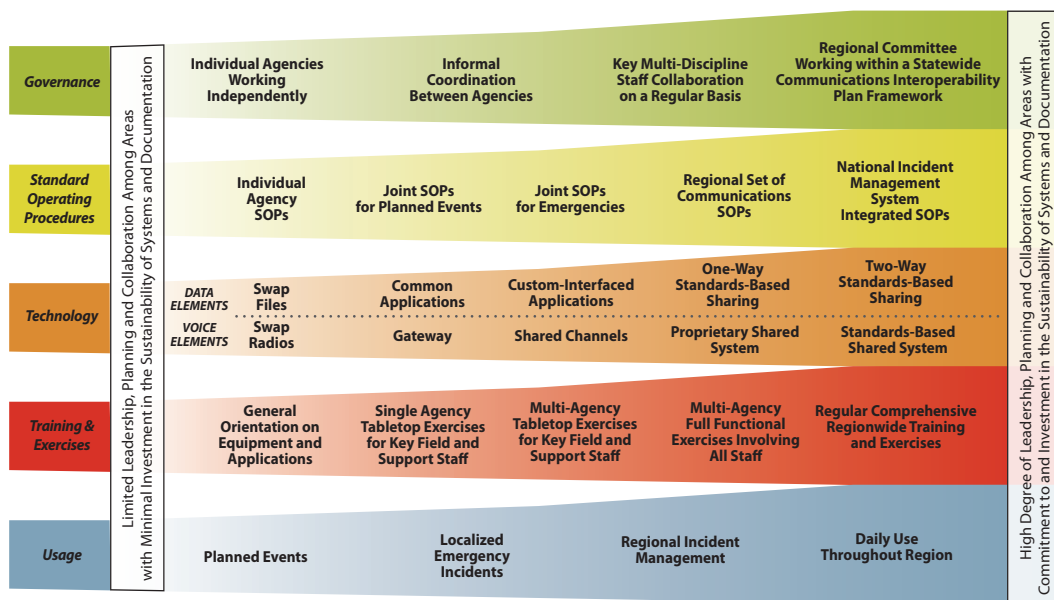 Limited Leadership, Planning and Collaboration Among Areas
with Minimal Investment in the Sustainability of Systems and Documentation
High Degree of Leadership, Planning and Collaboration Among Areas with
Commitment to and Investment in the Sustainability of Systems and Documentation
Governance
Individual Agencies
Working
Independently
Informal
Coordination
Between Agencies
Key Multi-Discipline
Staff Collaboration
on a Regular Basis
Regional Committee
Working within a Statewide
Communications Interoperability
Plan Framework
Standard
Operating
Procedures
Individual
Agency
SOPs
Joint SOPs
for Planned Events
Joint SOPs
for Emergencies
Regional Set of
Communications
SOPs
National Incident
Management
System
Integrated SOPs
Technology
DATA
ELEMENTS
Swap
Files
Common
Applications
Custom-Interfaced
Applications
One-Way
Standards-Based
Sharing
Two-Way
Standards-Based
Sharing
VOICE
ELEMENTS
Swap
Radios
Gateway
Shared Channels
Proprietary Shared
System
Standards-Based
Shared System
Training &
Exercises
General
Orientation on
Equipment and
Applications
Single Agency
Tabletop Exercises
for Key Field and
Support Staff
Multi-Agency
Tabletop Exercises
for Key Field and
Support Staff
Multi-Agency
Full Functional
Exercises Involving
All Staff
Regular Comprehensive
Regionwide Training
and Exercises
Usage
Planned Events
Localized
Emergency
Incidents
Regional Incident
Management
Daily Use
Throughout Region